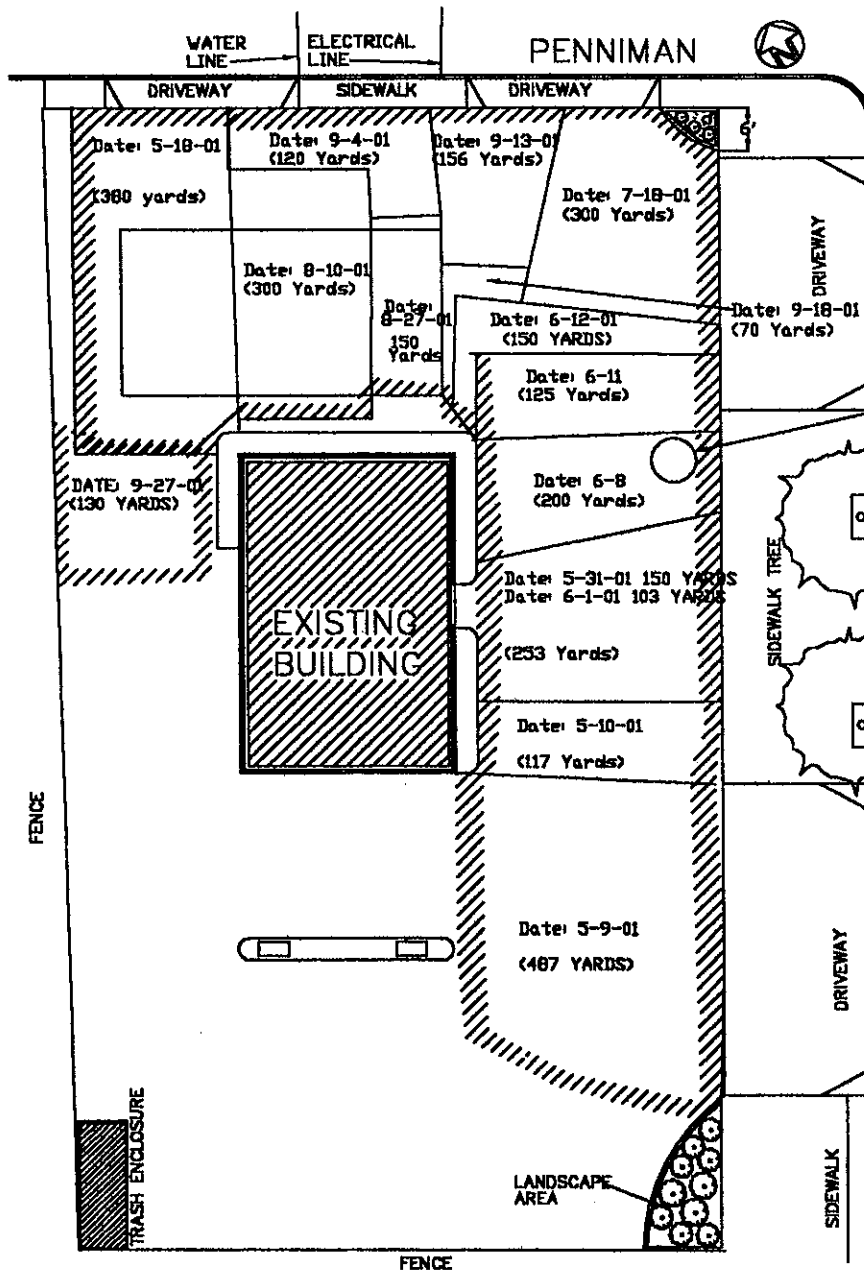 WATER
LINE
ELECTRICAL
LINE
PENNIMAN
DRIVEWAY
SIDEWALK
DRIVEWAY
6'
Date: 5-18-01
(380 yards)
Date: 9-4-01
(120 Yards)
Date: 9-13-01
(156 Yards)
Date: 7-18-01
(300 Yards)
DRIVEWAY
Date: 8-10-01
(300 Yards)
Date:
8-27-01
150
Yards
Date: 6-12-01
(150 YARDS)
Date: 9-18-01
(70 Yards)
Date: 6-11
(125 Yards)
DATE: 9-27-01
(130 YARDS)
Date: 6-8
(200 Yards)
Date: 5-31-01 150 YARDS
Date: 6-1-01 103 YARDS
(253 Yards)
SIDEWALK TREE
EXISTING
BUILDING
Date: 5-10-01
(117 Yards)
FENCE
Date: 5-9-01
(487 YARDS)
DRIVEWAY
TRASH ENCLOSURE
LANDSCAPE
AREA
SIDEWALK
FENCE